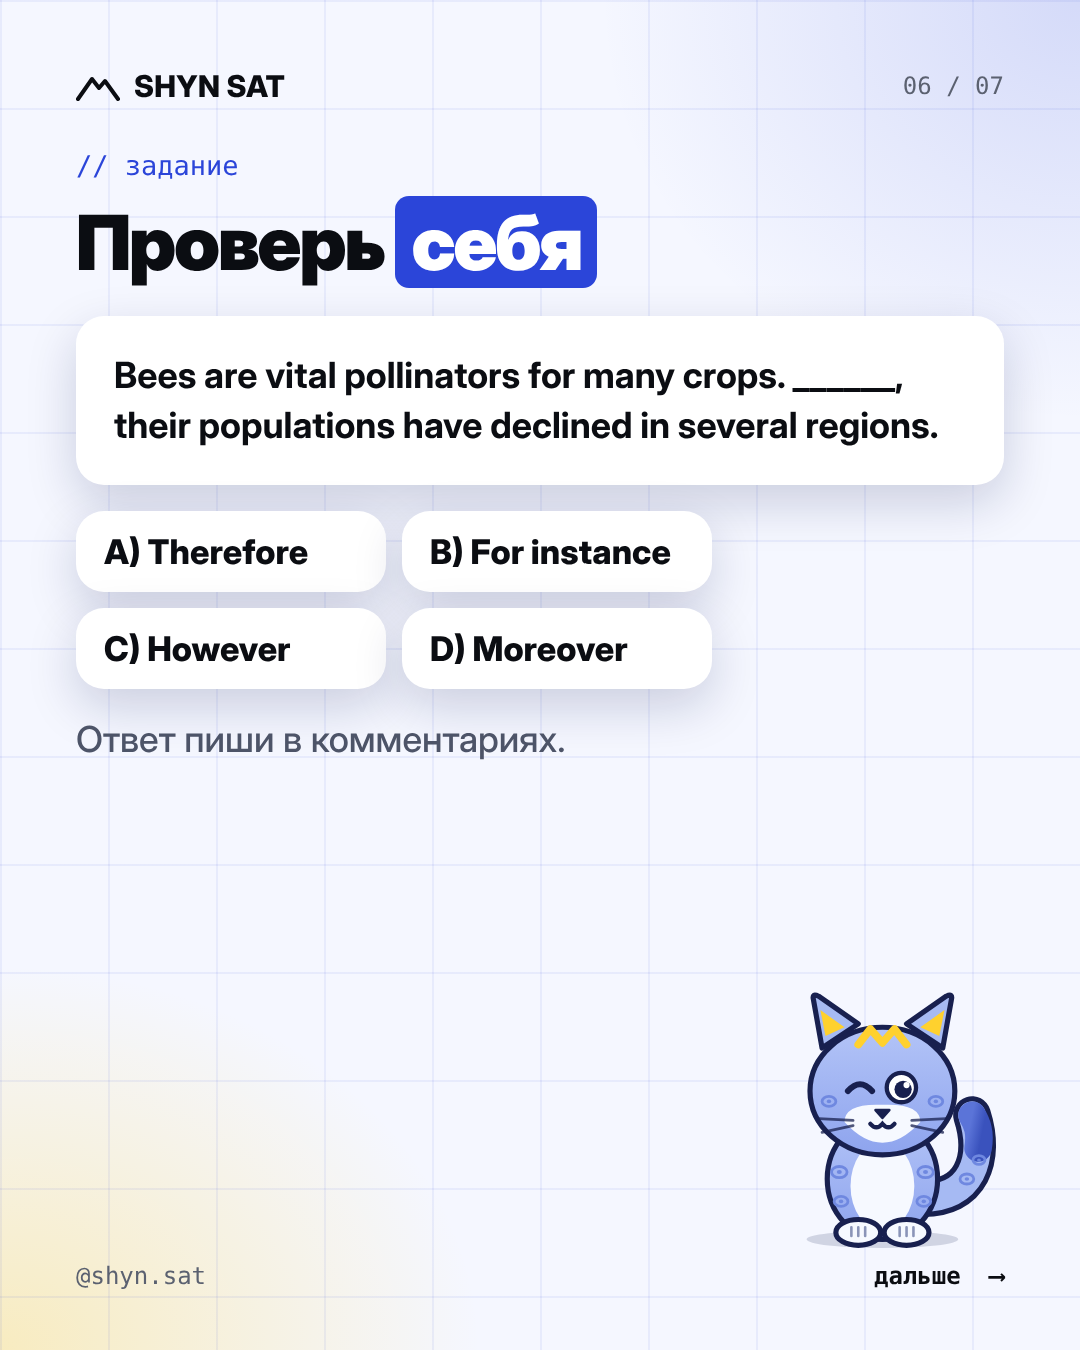 SHYN SAT
06 / 07
// задание
Проверь себя
Bees are vital pollinators for many crops. ______,
their populations have declined in several regions.
A) Therefore
B) For instance
C) However
D) Moreover
Ответ пиши в комментариях.
@shyn.sat
дальше →